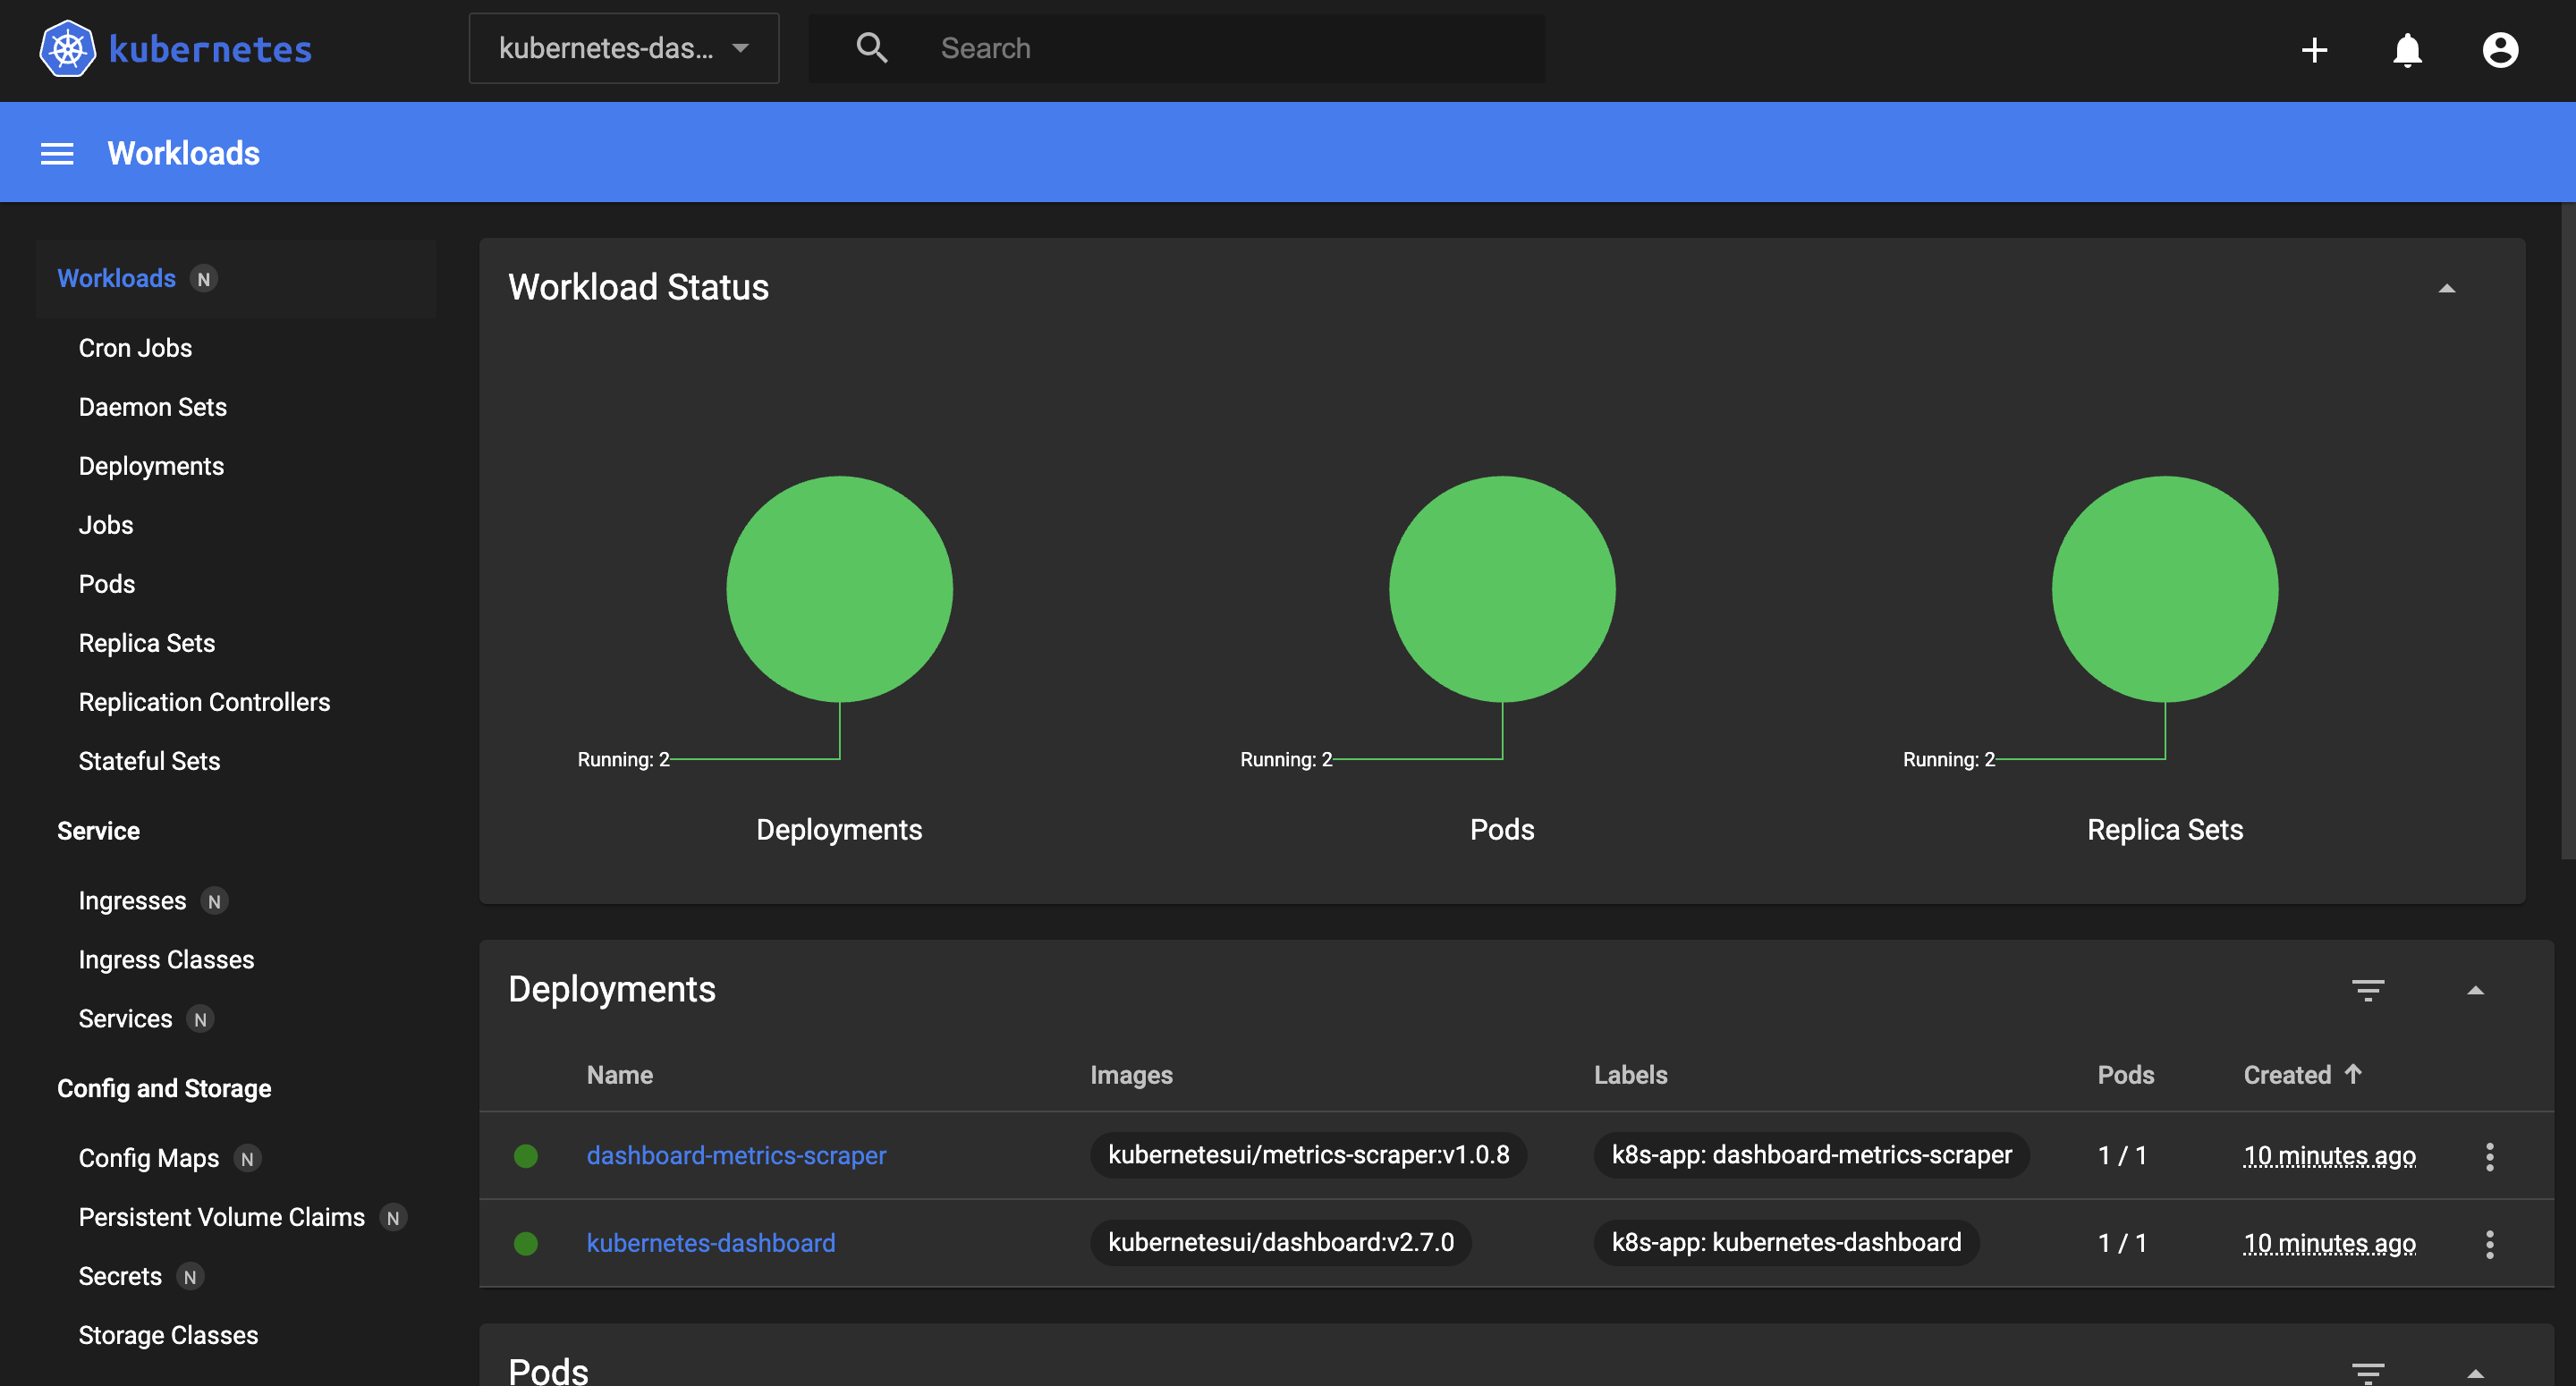 kubernetes
kubernetes-das...
Search
Workloads
Workloads N
Cron Jobs
Daemon Sets
Deployments
Jobs
Pods
Replica Sets
Replication Controllers
Stateful Sets
Service
Ingresses N
Ingress Classes
Services N
Config and Storage
Config Maps N
Persistent Volume Claims N
Secrets N
Storage Classes
Workload Status
Running: 2
Deployments
Running: 2
Pods
Running: 2
Replica Sets
Deployments
Name Images Labels Pods Created
dashboard-metrics-scraper kubernetesui/metrics-scraper:v1.0.8 k8s-app: dashboard-metrics-scraper 1 / 1 10 minutes ago
kubernetes-dashboard kubernetesui/dashboard:v2.7.0 k8s-app: kubernetes-dashboard 1 / 1 10 minutes ago
Pods